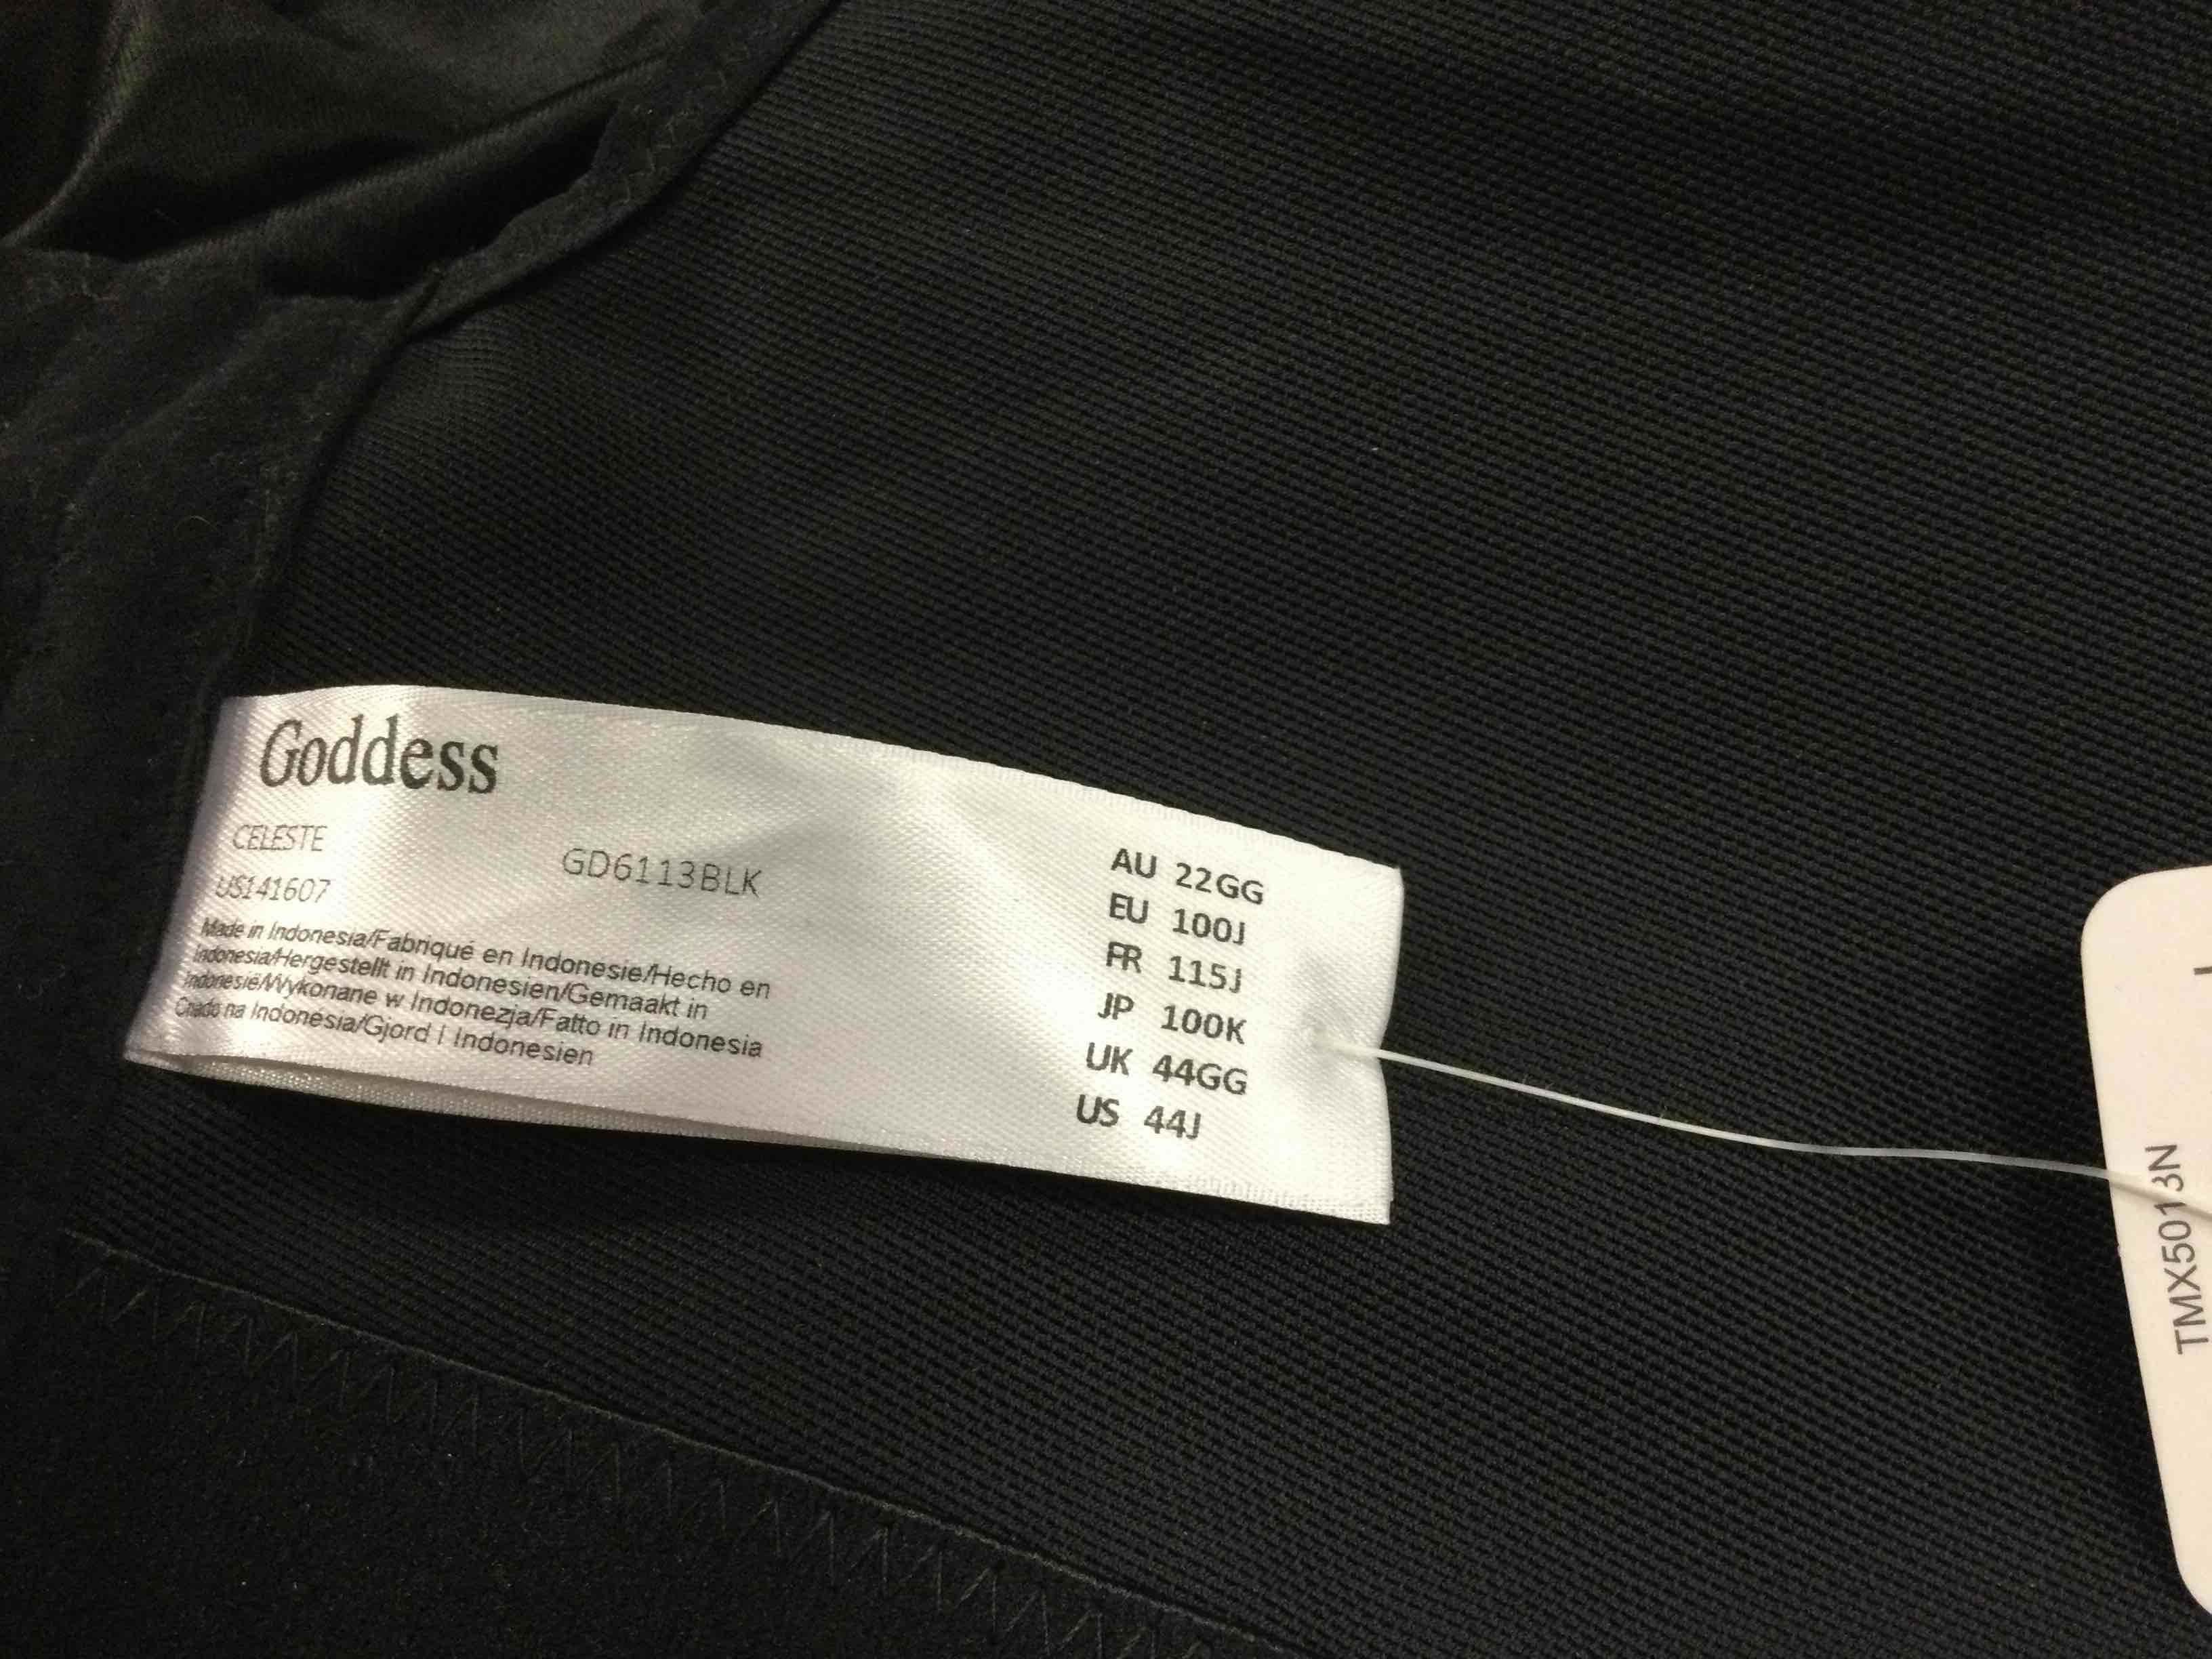 Goddess
CELESTE
GD6113BLK
US141607
Made in Indonesia/Fabriqué en Indonesie/Hecho en
Indonesia/Hergestellt in Indonesien/Gemaakt in
Indonesië/Wykonane w Indonezja/Fatto in Indonesia
Criado na Indonesia/Gjord I Indonesien
AU 22GG
EU 100J
FR 115J
JP 100K
UK 44GG
US 44J
TMX5013N